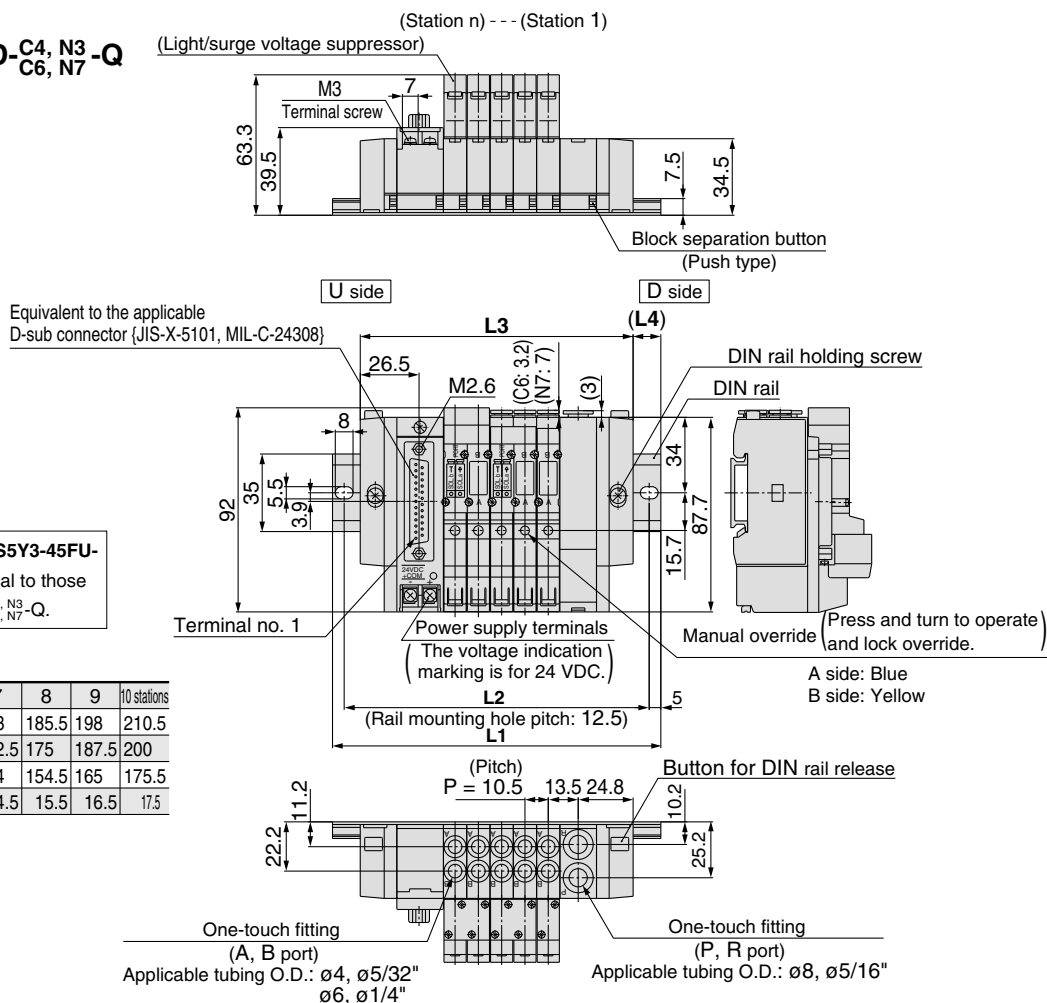 (Station n) --- (Station 1)
-C4, N3 -Q
C6, N7
(Light/surge voltage suppressor)
M3
Terminal screw
7
63.3
39.5
7.5
34.5
Block separation button
(Push type)
U side
D side
Equivalent to the applicable
D-sub connector {JIS-X-5101, MIL-C-24308}
L3
(L4)
26.5
M2.6
(C6: 3.2)
(N7: 7)
(3)
DIN rail holding screw
DIN rail
8
92
35
5.5
3.9
34
87.7
15.7
SOL.b
SOL.a
SOL.b
SOL.a
B
A
B
A
B
A
24VDC
+COM
- +
S5Y3-45FU-
al to those
N3
N7-Q.
Terminal no. 1
Power supply terminals
(The voltage indication
marking is for 24 VDC.)
Manual override (Press and turn to operate
and lock override.)
A side: Blue
B side: Yellow
L2
5
(Rail mounting hole pitch: 12.5)
L1
8 9 10 stations
185.5 198 210.5
2.5 175 187.5 200
154.5 165 175.5
4.5 15.5 16.5 17.5
(Pitch)
P = 10.5 13.5 24.8
Button for DIN rail release
11.2
22.2
10.2
25.2
A A A A A R
B B B B B P
One-touch fitting
(A, B port)
Applicable tubing O.D.: ø4, ø5/32"
ø6, ø1/4"
One-touch fitting
(P, R port)
Applicable tubing O.D.: ø8, ø5/16"